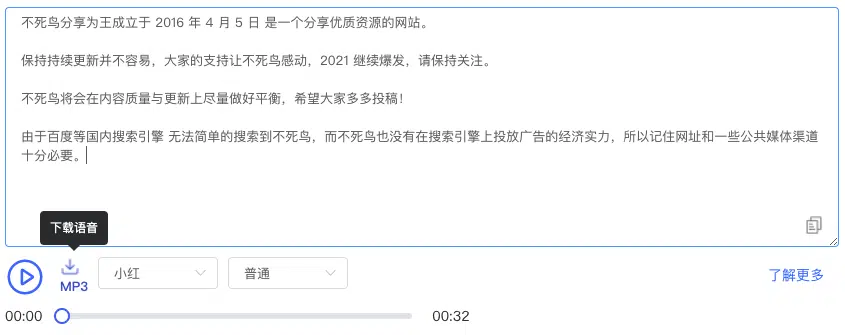 不死鸟分享为王成立于 2016 年 4 月 5 日 是一个分享优质资源的网站。
保持持续更新并不容易，大家的支持让不死鸟感动，2021 继续爆发，请保持关注。
不死鸟将会在内容质量与更新上尽量做好平衡，希望大家多多投稿！
由于百度等国内搜索引擎 无法简单的搜索到不死鸟，而不死鸟也没有在搜索引擎上投放广告的经济实力，所以记住网址和一些公共媒体渠道
十分必要。
下载语音
MP3
小红
普通
了解更多
00:00
00:32